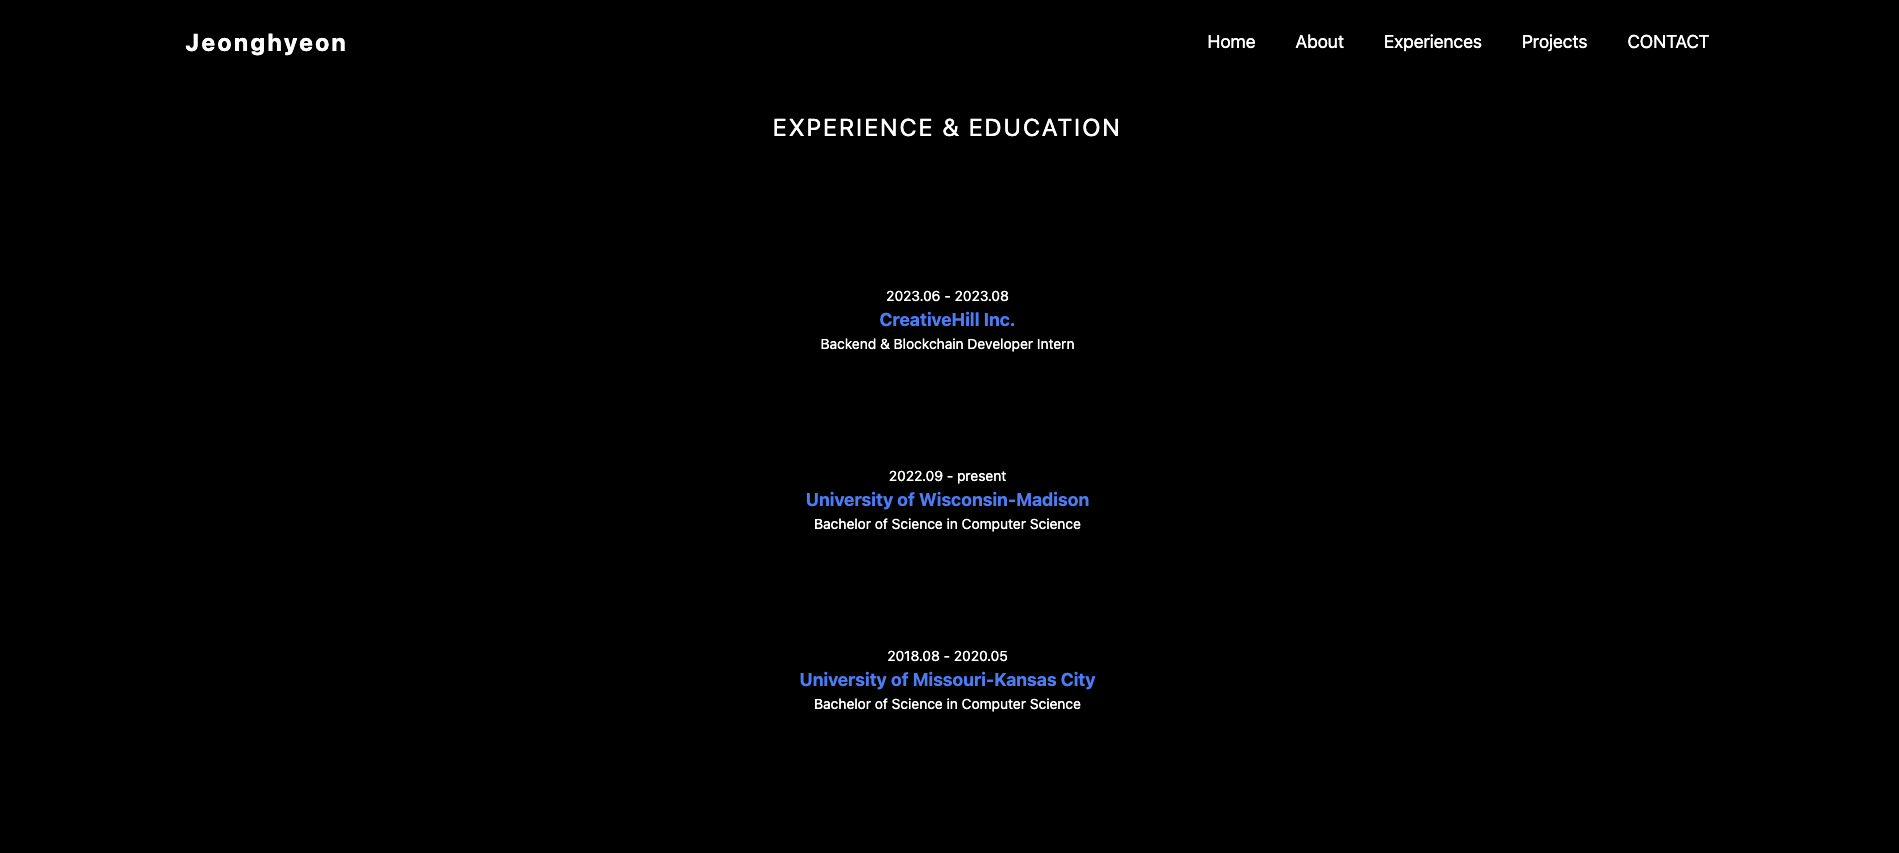 Jeonghyeon
Home About Experiences Projects CONTACT
EXPERIENCE & EDUCATION
2023.06 - 2023.08
CreativeHill Inc.
Backend & Blockchain Developer Intern
2022.09 - present
University of Wisconsin-Madison
Bachelor of Science in Computer Science
2018.08 - 2020.05
University of Missouri-Kansas City
Bachelor of Science in Computer Science